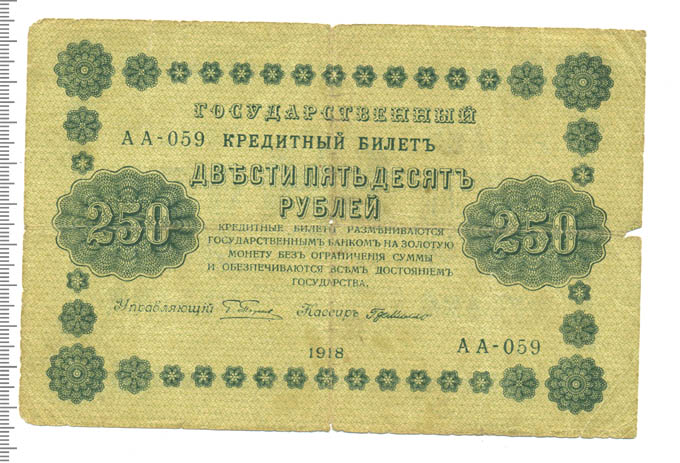 ГОСУДАРСТВЕННЫЙ
АА-059 КРЕДИТНЫЙ БИЛЕТЪ
ДВѢСТИ ПЯТЬДЕСЯТЪ
РУБЛЕЙ
250
250
КРЕДИТНЫЕ БИЛЕТЫ РАЗМѢНИВАЮТСЯ
ГОСУДАРСТВЕННЫМЪ БАНКОМЪ НА ЗОЛОТУЮ
МОНЕТУ БЕЗЪ ОГРАНИЧЕНІЯ СУММЫ
И ОБЕЗПЕЧИВАЮТСЯ ВСѢМЪ ДОСТОЯНІЕМЪ
ГОСУДАРСТВА.
Управляющій Кассиръ
1918
АА-059